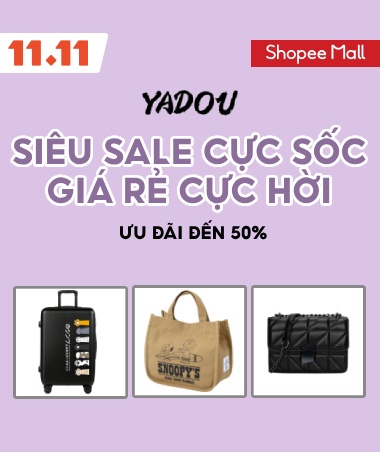 11.11
Shopee Mall
YADOU
SIÊU SALE CỰC SỐC
GIÁ RẺ CỰC HỜI
ƯU ĐÃI ĐẾN 50%
SNOOPY'S